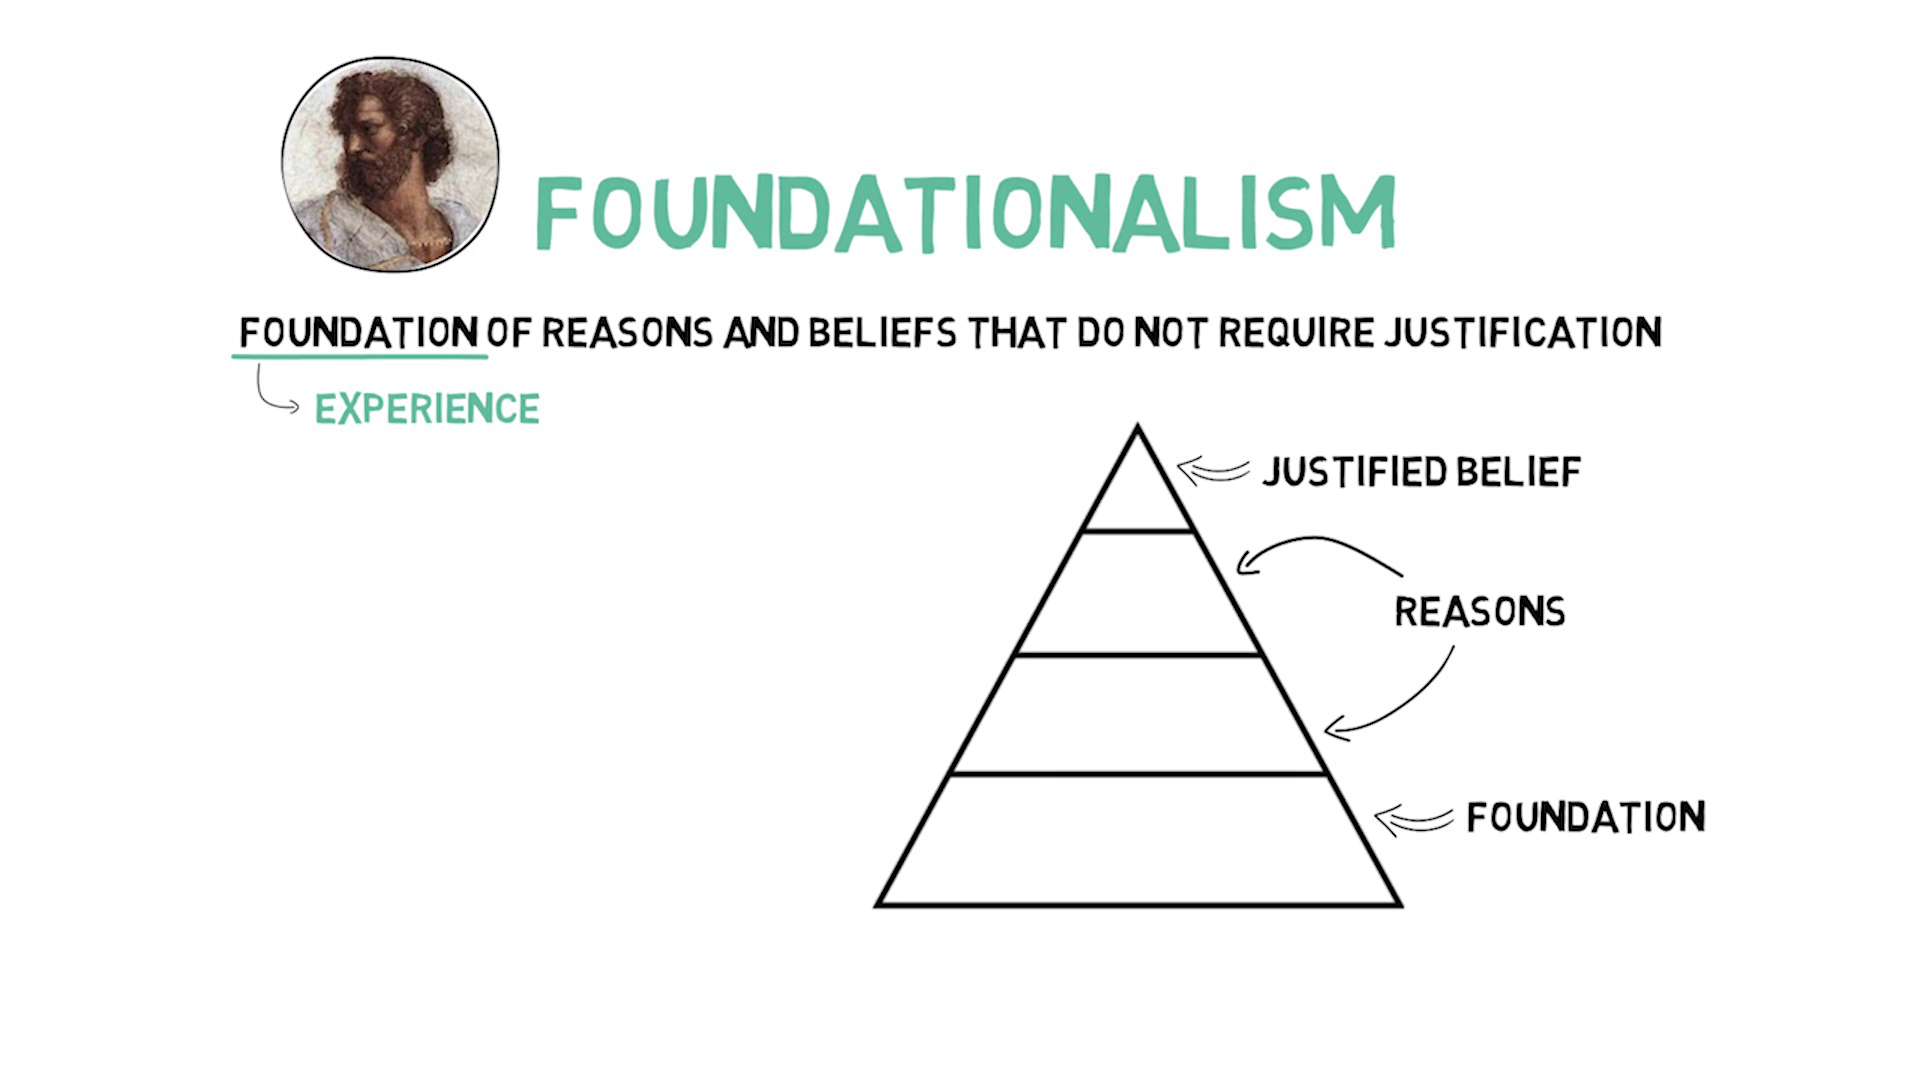 FOUNDATIONALISM
FOUNDATION OF REASONS AND BELIEFS THAT DO NOT REQUIRE JUSTIFICATION
EXPERIENCE
JUSTIFIED BELIEF
REASONS
FOUNDATION